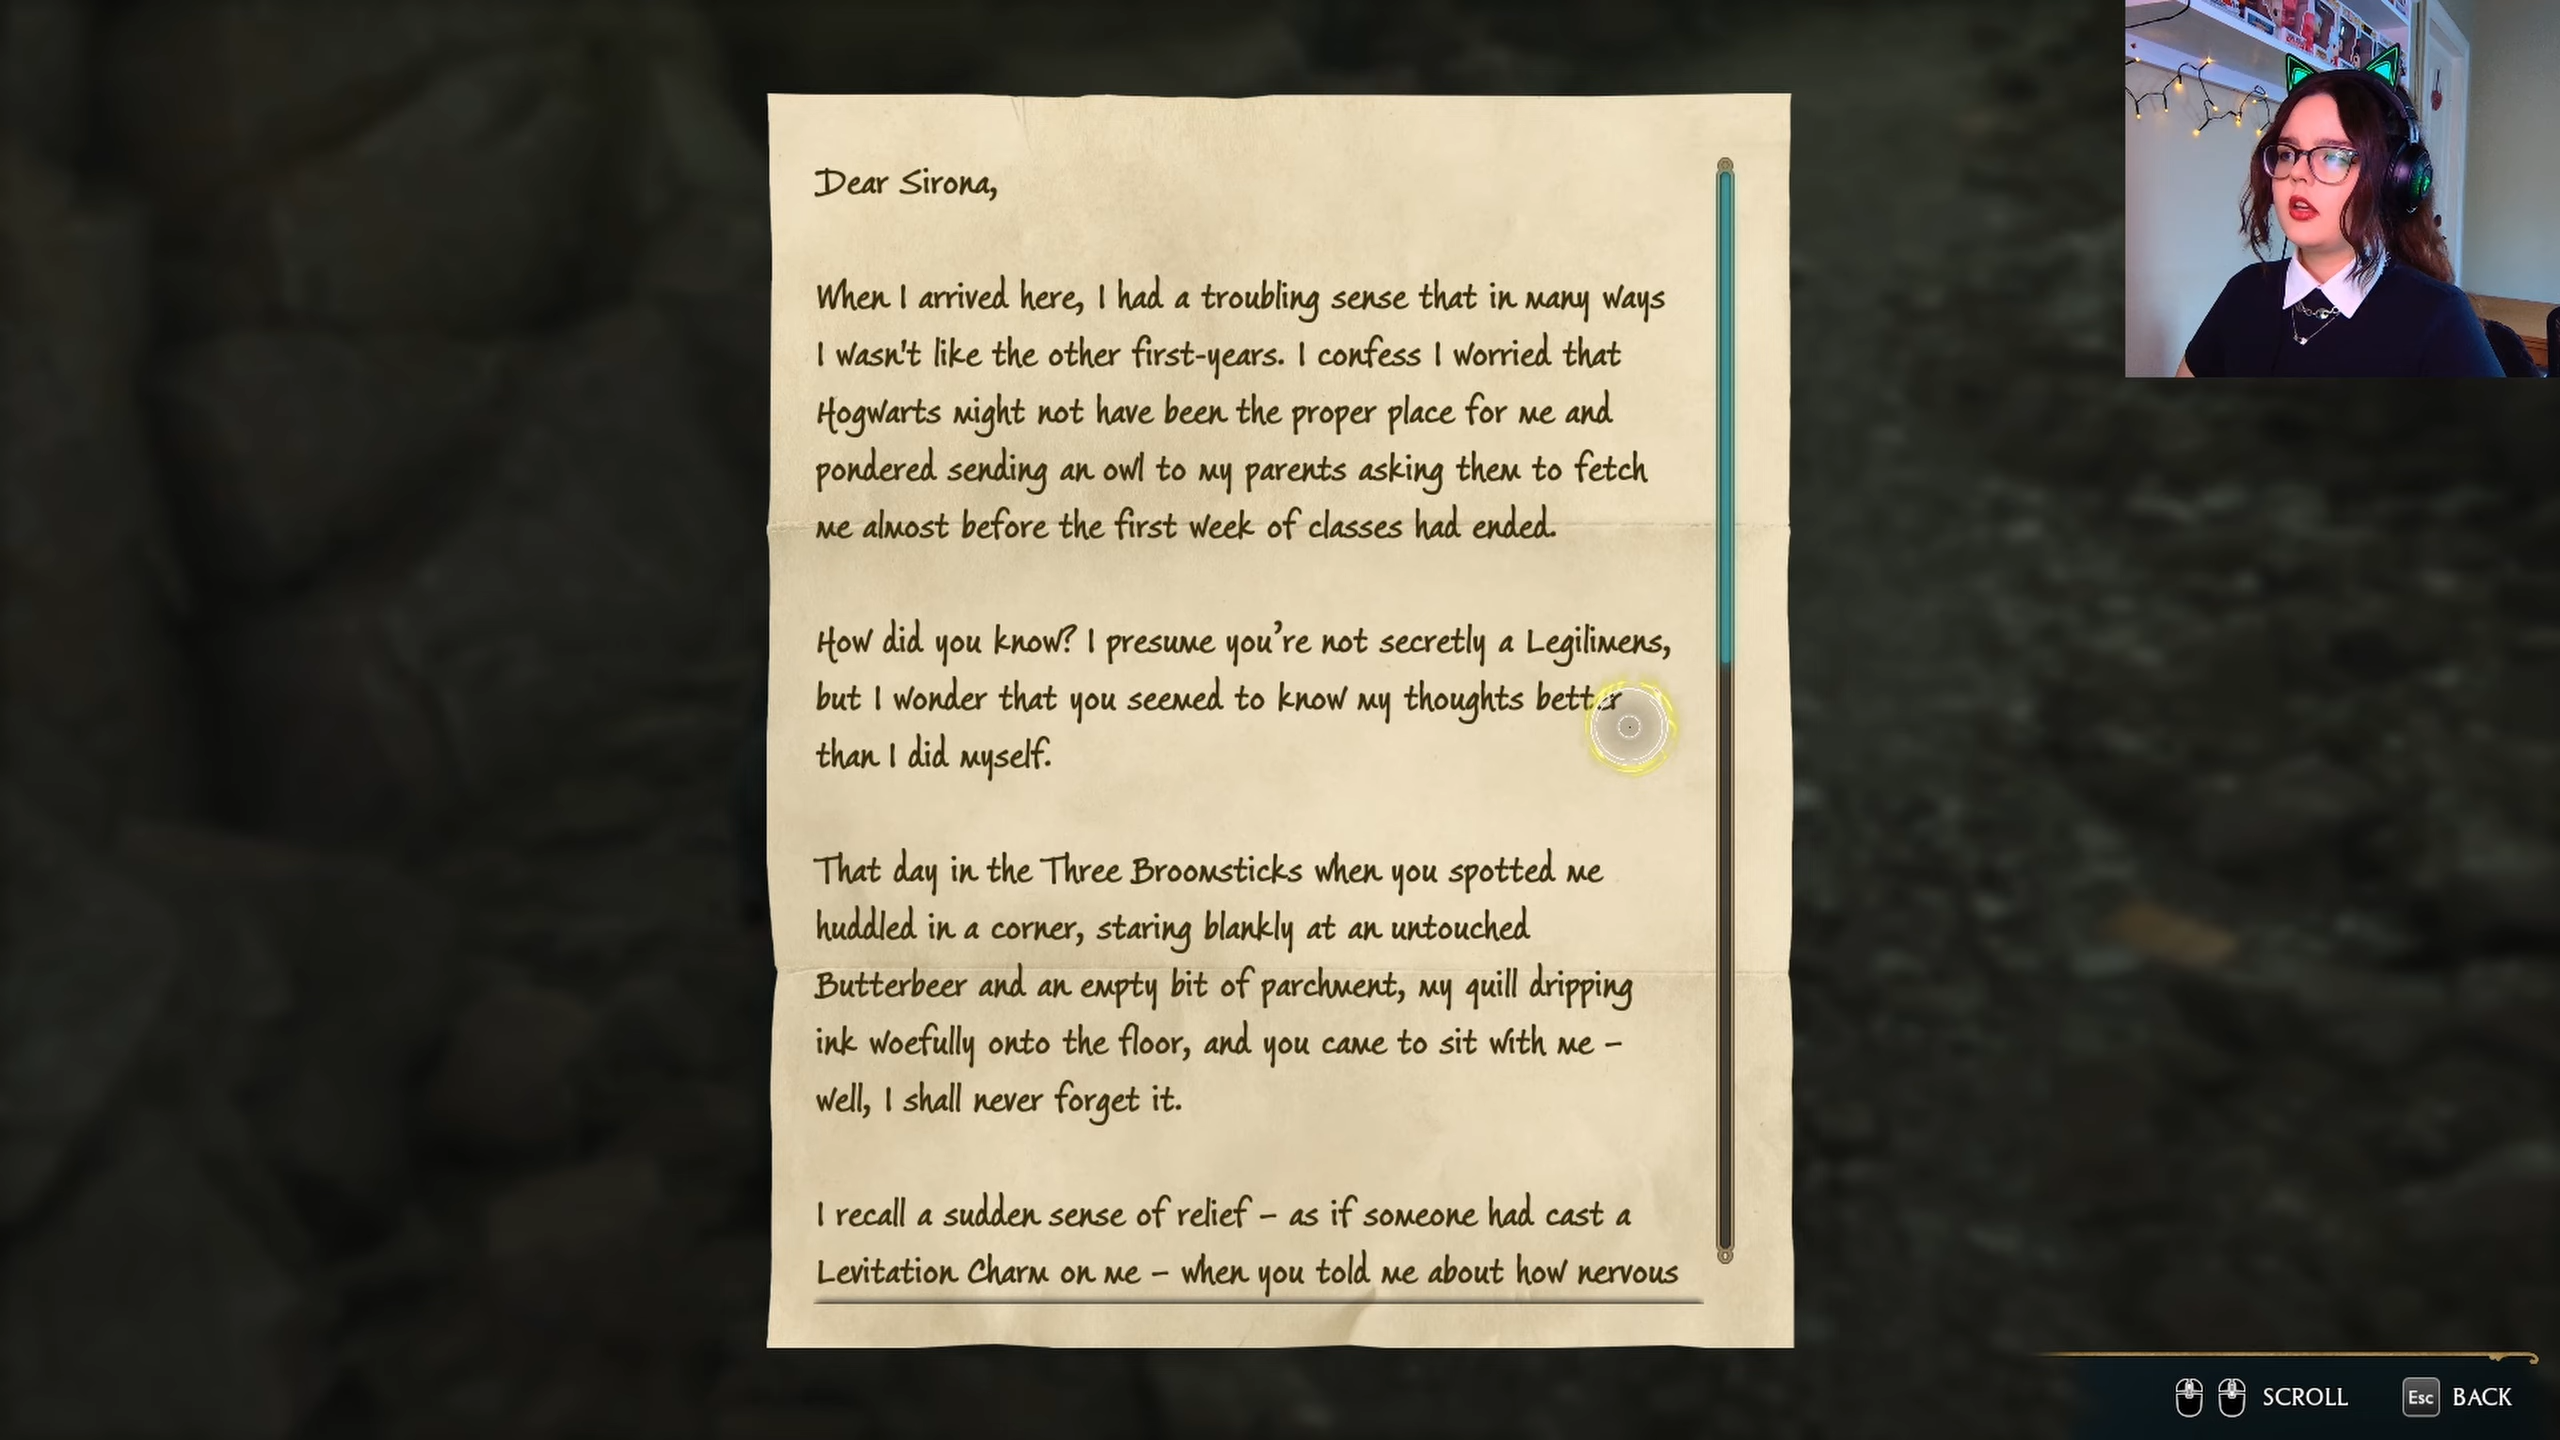 Dear Sirona,
When I arrived here, I had a troubling sense that in many ways
I wasn't like the other first-years. I confess I worried that
Hogwarts might not have been the proper place for me and
pondered sending an owl to my parents asking them to fetch
me almost before the first week of classes had ended.
How did you know? I presume you're not secretly a Legilimens,
but I wonder that you seemed to know my thoughts better
than I did myself.
That day in the Three Broomsticks when you spotted me
huddled in a corner, staring blankly at an untouched
Butterbeer and an empty bit of parchment, my quill dripping
ink woefully onto the floor, and you came to sit with me –
well, I shall never forget it.
I recall a sudden sense of relief – as if someone had cast a
Levitation Charm on me – when you told me about how nervous
SCROLL
Esc BACK